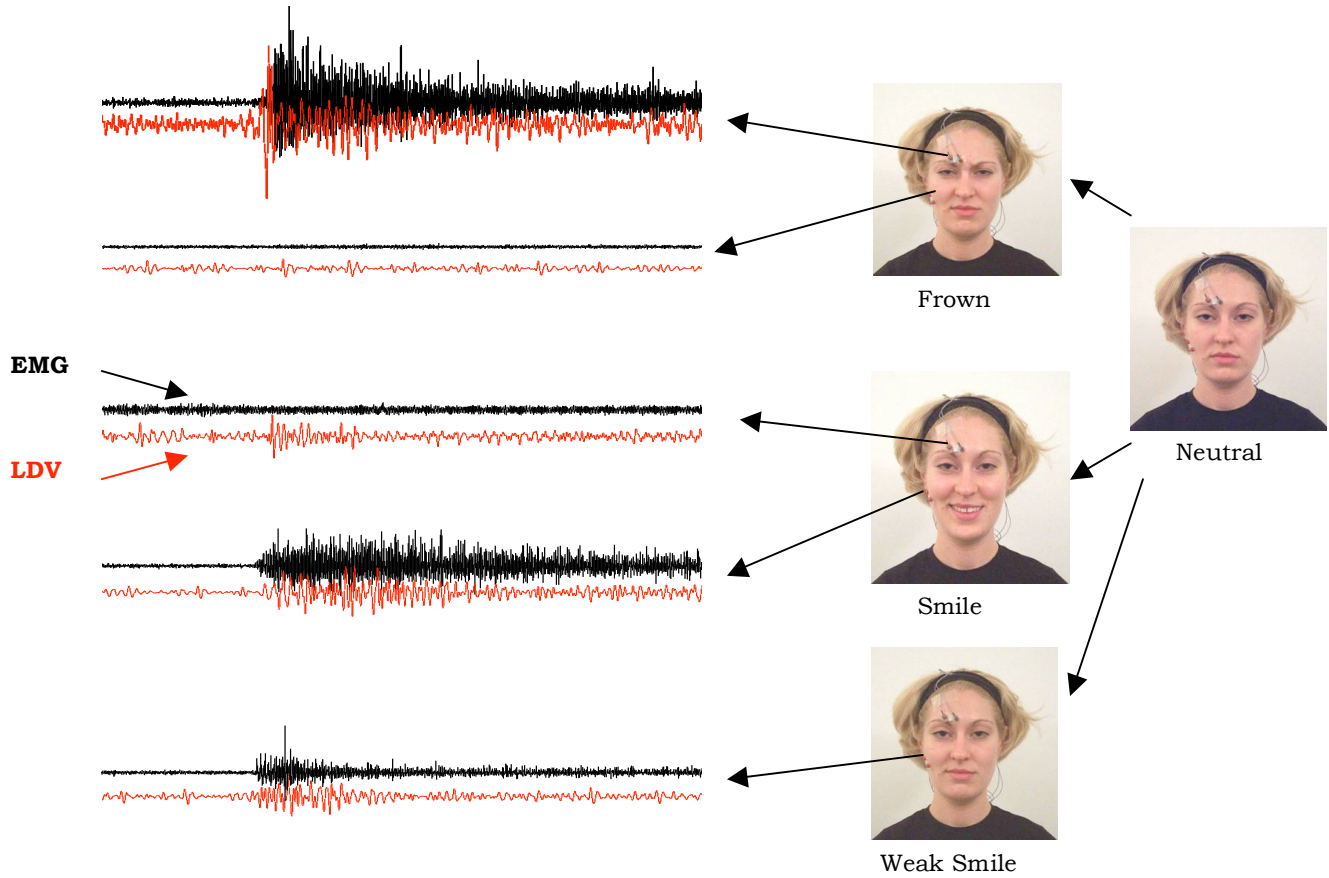 Frown
EMG
LDV
Neutral
Smile
Weak Smile